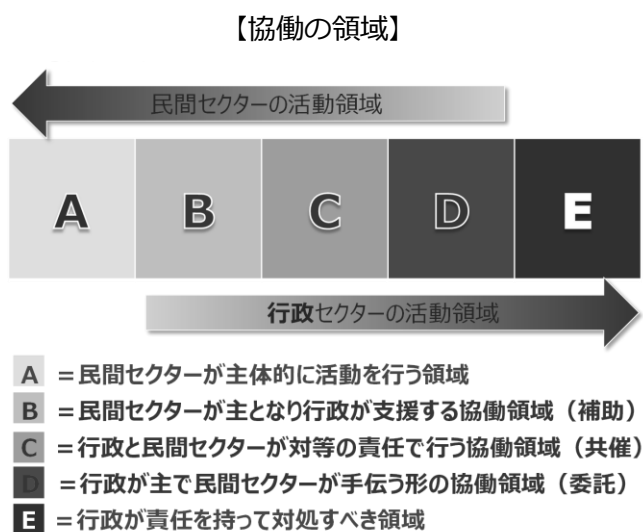 【協働の領域】
民間セクターの活動領域
A B C D E
行政セクターの活動領域
A =民間セクターが主体的に活動を行う領域
B =民間セクターが主となり行政が支援する協働領域（補助）
C =行政と民間セクターが対等の責任で行う協働領域（共催）
D =行政が主で民間セクターが手伝う形の協働領域（委託）
E =行政が責任を持って対処すべき領域